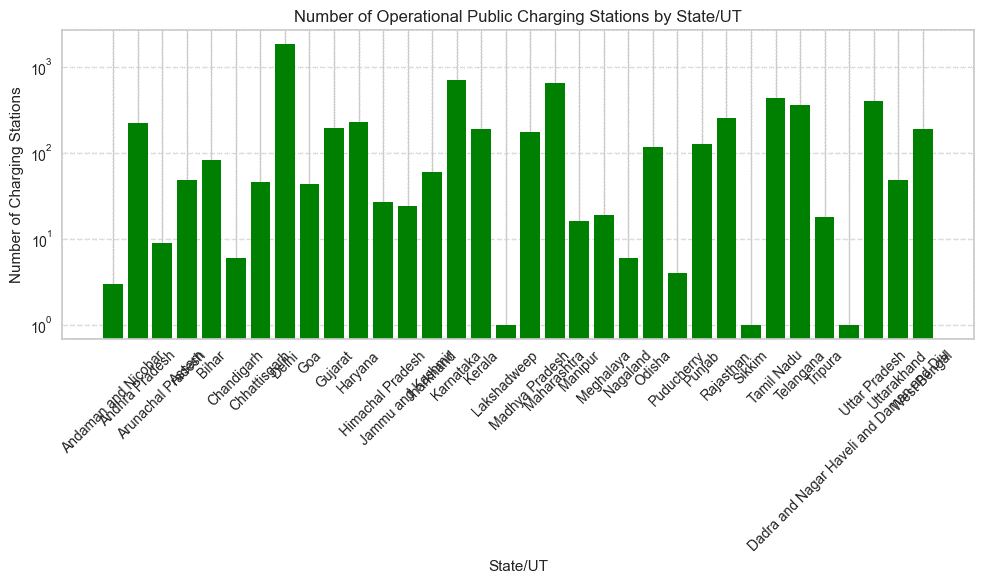 Number of Operational Public Charging Stations by State/UT
Number of Charging Stations
10³
10²
10¹
10⁰
Andaman and Nicobar
Andhra Pradesh
Arunachal Pradesh
Assam
Bihar
Chandigarh
Chhattisgarh
Delhi
Goa
Gujarat
Haryana
Himachal Pradesh
Jammu and Kashmir
Jharkhand
Karnataka
Kerala
Lakshadweep
Madhya Pradesh
Maharashtra
Manipur
Meghalaya
Nagaland
Odisha
Puducherry
Punjab
Rajasthan
Sikkim
Tamil Nadu
Telangana
Tripura
Dadra and Nagar Haveli and Daman and Diu
Uttar Pradesh
Uttarakhand
West Bengal
State/UT